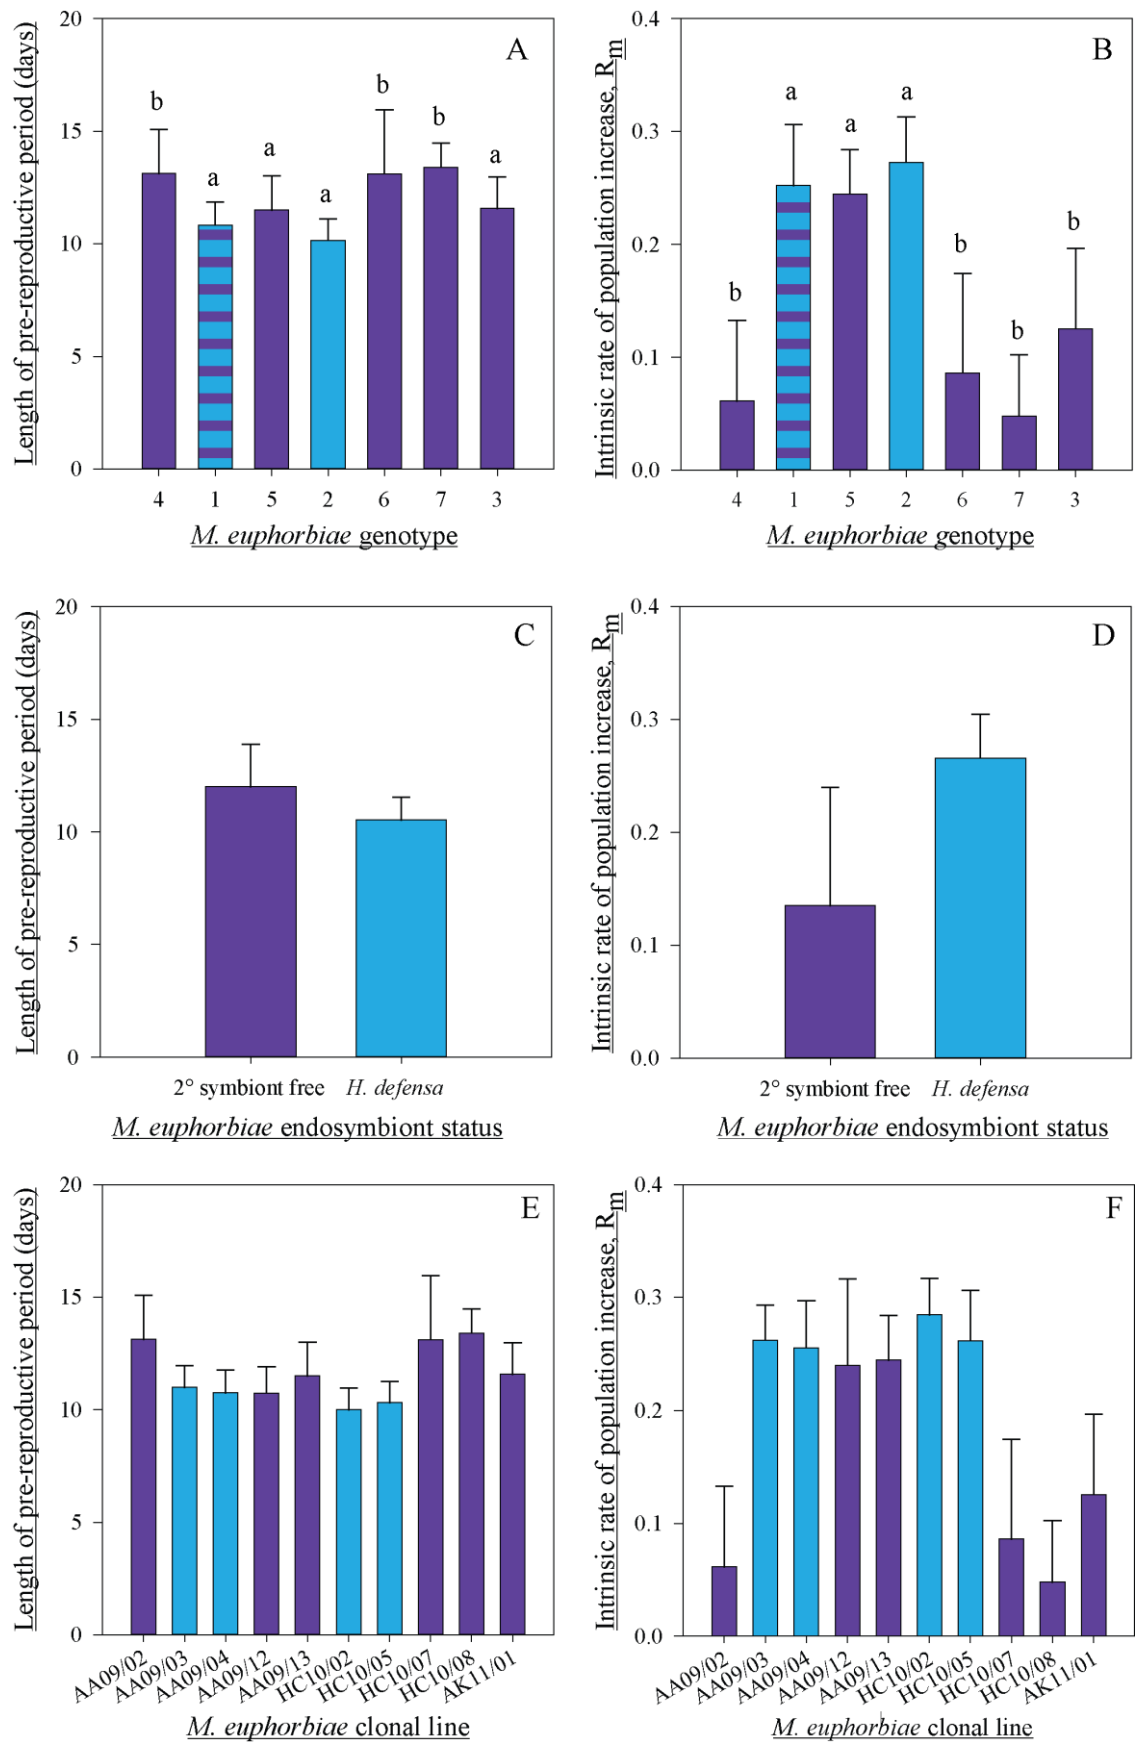 Length of pre-reproductive period (days)
20
15
10
5
0
A
b
a
a
a
b
b
a
4 1 5 2 6 7 3
M. euphorbiae genotype
Intrinsic rate of population increase, Rm
0.4
0.3
0.2
0.1
0.0
B
b
a
a
a
b
b
b
4 1 5 2 6 7 3
M. euphorbiae genotype
Length of pre-reproductive period (days)
20
15
10
5
0
C
2° symbiont free H. defensa
M. euphorbiae endosymbiont status
Intrinsic rate of population increase, Rm
0.4
0.3
0.2
0.1
0.0
D
2° symbiont free H. defensa
M. euphorbiae endosymbiont status
Length of pre-reproductive period (days)
20
15
10
5
0
E
AA09/02
AA09/03
AA09/04
AA09/12
AA09/13
HC10/02
HC10/05
HC10/07
HC10/08
AK11/01
M. euphorbiae clonal line
Intrinsic rate of population increase, Rm
0.4
0.3
0.2
0.1
0.0
F
AA09/02
AA09/03
AA09/04
AA09/12
AA09/13
HC10/02
HC10/05
HC10/07
HC10/08
AK11/01
M. euphorbiae clonal line